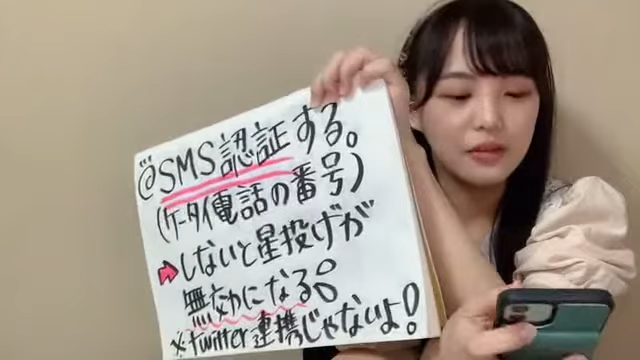 @SMS認証する。
(ケータイ電話の番号)
しないと星投げが
無効になる。
※twitter連携じゃないよ!